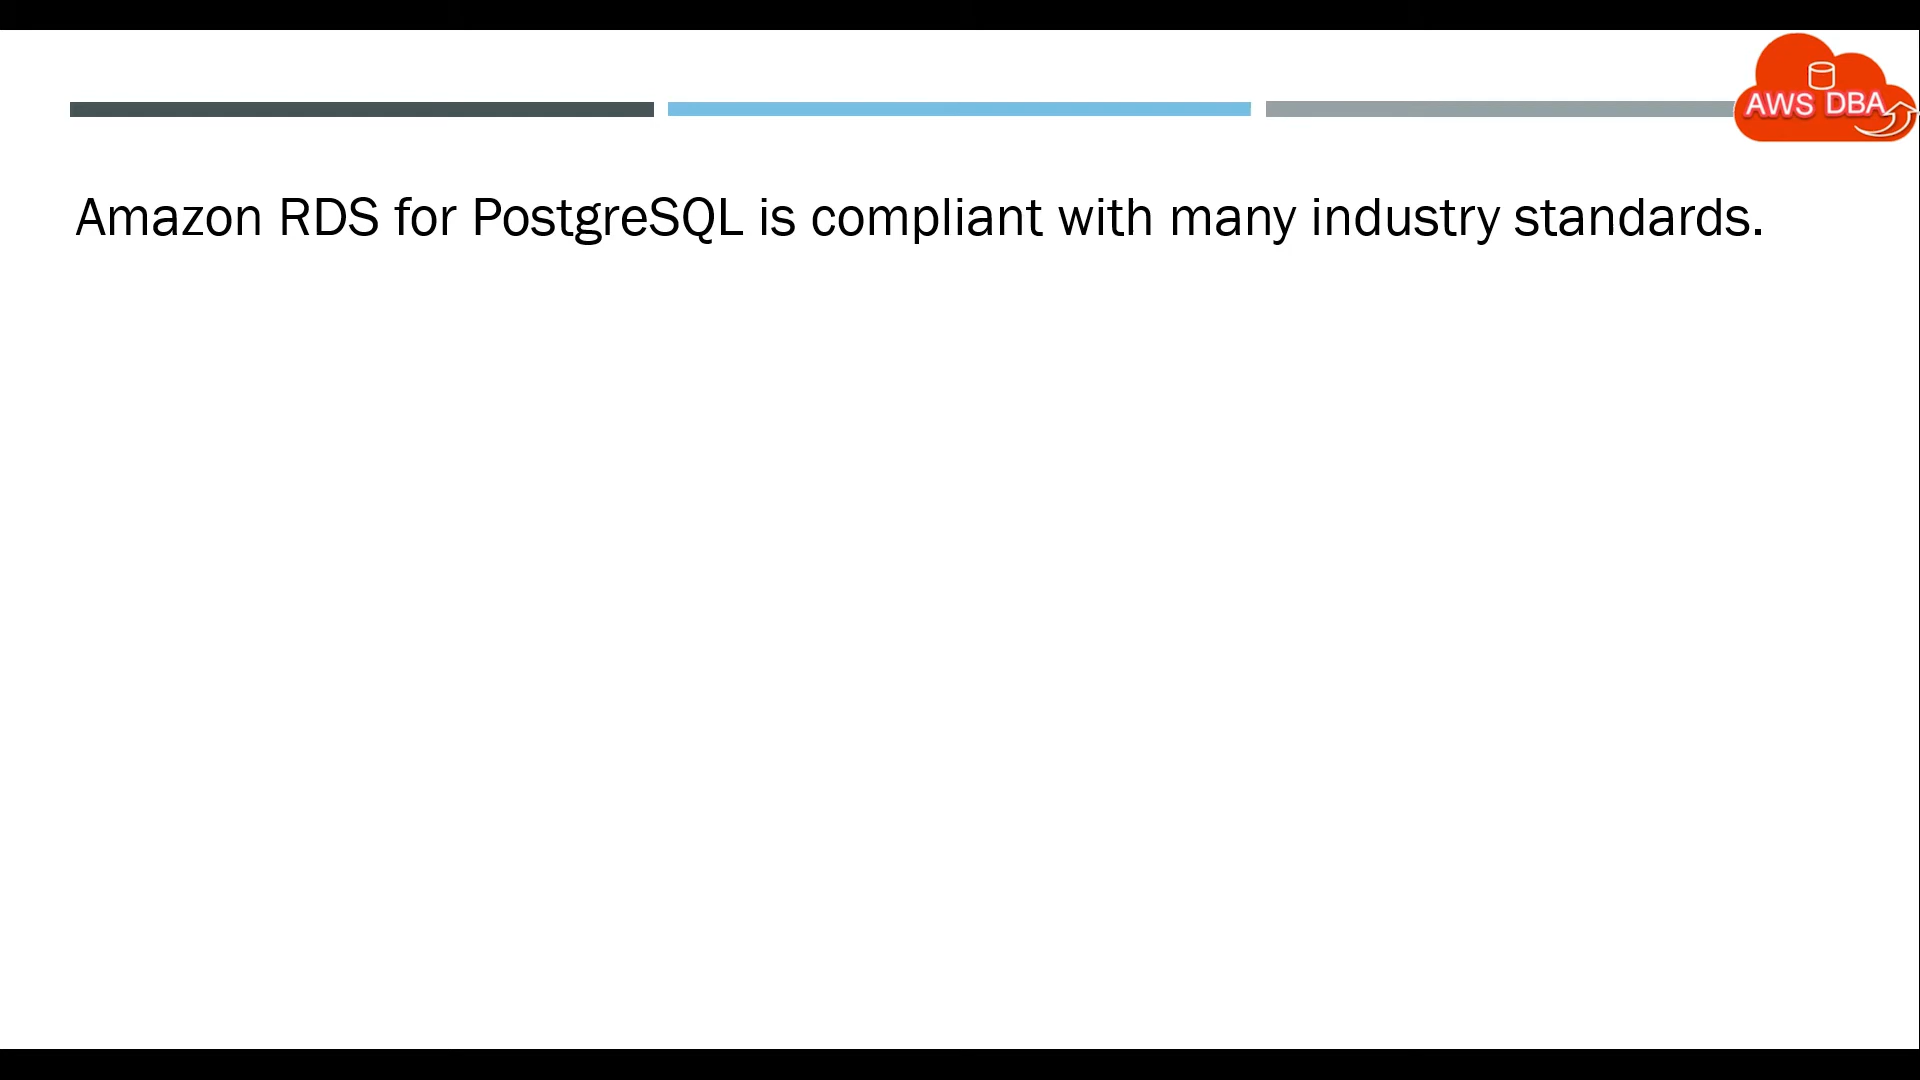 AWS DBA
Amazon RDS for PostgreSQL is compliant with many industry standards.